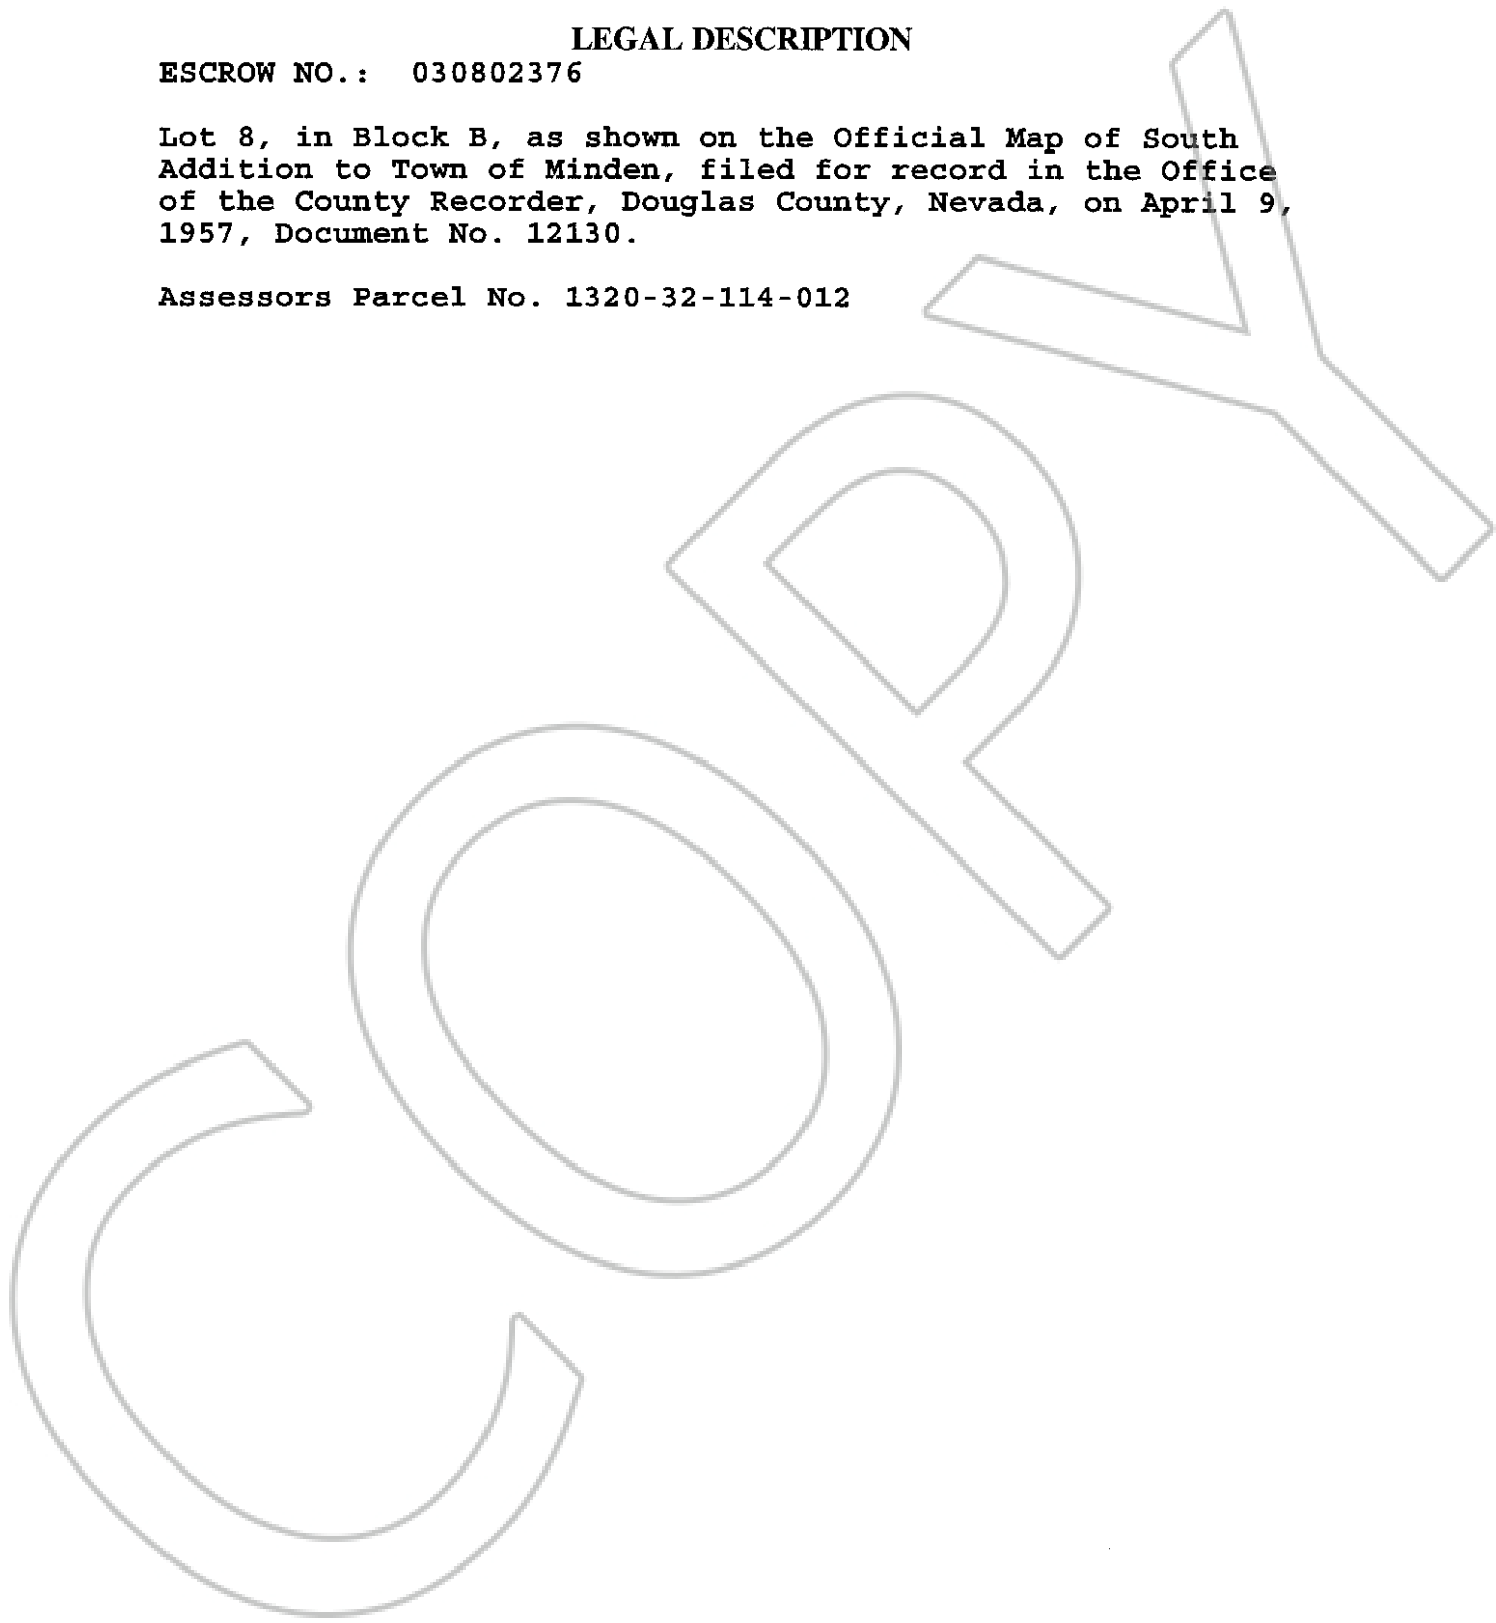 LEGAL DESCRIPTION
ESCROW NO.: 030802376
Lot 8, in Block B, as shown on the Official Map of South
Addition to Town of Minden, filed for record in the Office
of the County Recorder, Douglas County, Nevada, on April 9,
1957, Document No. 12130.
Assessors Parcel No. 1320-32-114-012
COPY